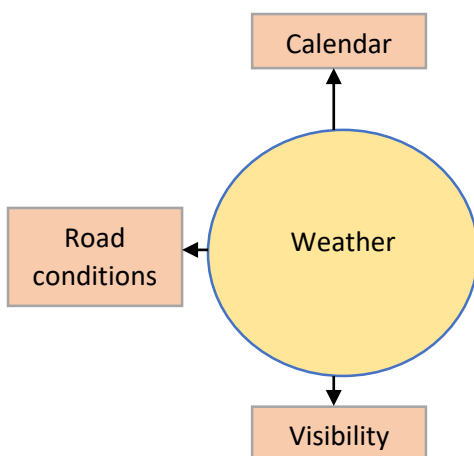 Calendar
Weather
Road
conditions
Visibility